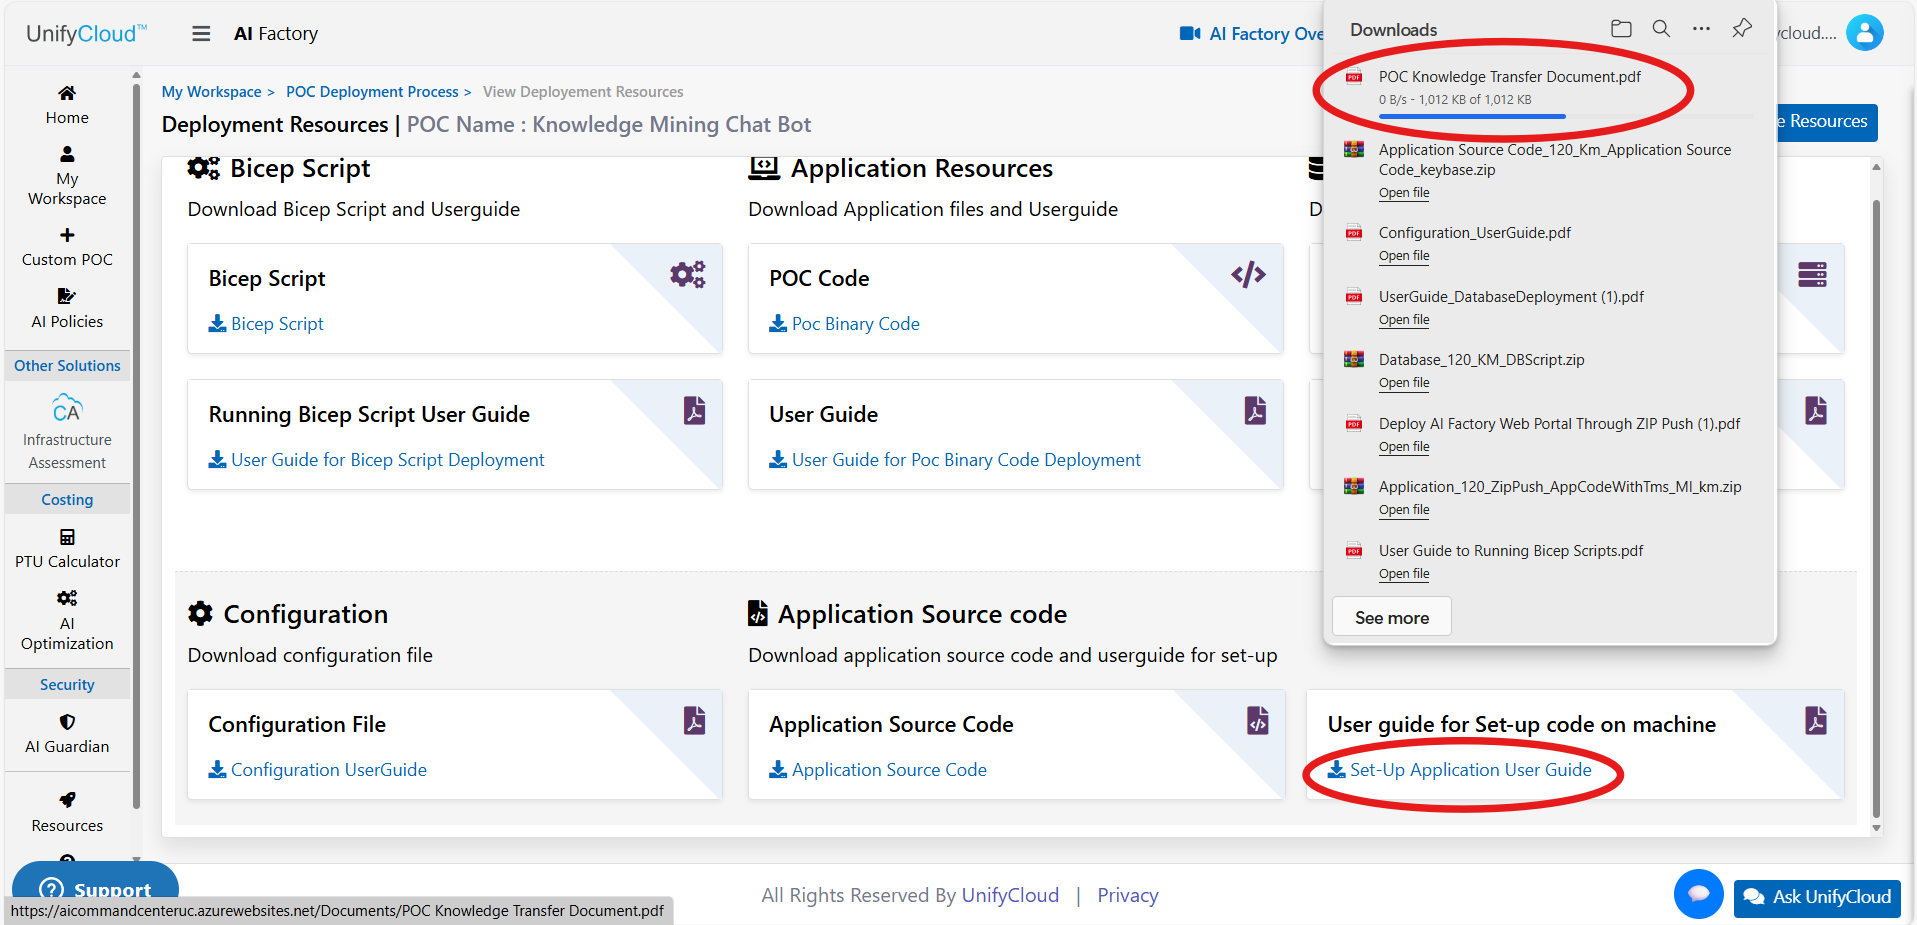 UnifyCloud™
AI Factory
AI Factory Ove
ycloud....
Home
My
Workspace
Custom POC
AI Policies
Other Solutions
CA
Infrastructure
Assessment
Costing
PTU Calculator
AI
Optimization
Security
AI Guardian
Resources
Support
My Workspace > POC Deployment Process > View Deployement Resources
Deployment Resources | POC Name : Knowledge Mining Chat Bot
e Resources
Bicep Script
Download Bicep Script and Userguide
Bicep Script
Bicep Script
Running Bicep Script User Guide
User Guide for Bicep Script Deployment
Application Resources
Download Application files and Userguide
POC Code
Poc Binary Code
User Guide
User Guide for Poc Binary Code Deployment
D
Configuration
Download configuration file
Configuration File
Configuration UserGuide
Application Source code
Download application source code and userguide for set-up
Application Source Code
Application Source Code
User guide for Set-up code on machine
Set-Up Application User Guide
Downloads
PDF
POC Knowledge Transfer Document.pdf
0 B/s - 1,012 KB of 1,012 KB
Application Source Code_120_Km_Application Source
Code_keybase.zip
Open file
PDF
Configuration_UserGuide.pdf
Open file
PDF
UserGuide_DatabaseDeployment (1).pdf
Open file
Database_120_KM_DBScript.zip
Open file
PDF
Deploy AI Factory Web Portal Through ZIP Push (1).pdf
Open file
Application_120_ZipPush_AppCodeWithTms_MI_km.zip
Open file
PDF
User Guide to Running Bicep Scripts.pdf
Open file
See more
All Rights Reserved By UnifyCloud | Privacy
Ask UnifyCloud
https://aicommandcenteruc.azurewebsites.net/Documents/POC Knowledge Transfer Document.pdf